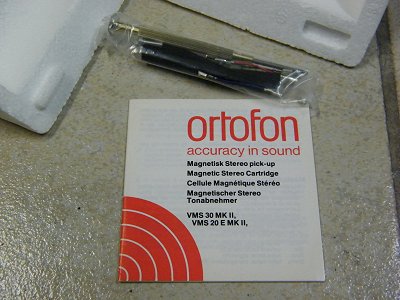 ortofon
accuracy in sound
Magnetisk Stereo pick-up
Magnetic Stereo Cartridge
Cellule Magnétique Stéréo
Magnetischer Stereo
Tonabnehmer
VMS 30 MK II,
VMS 20 E MK II,